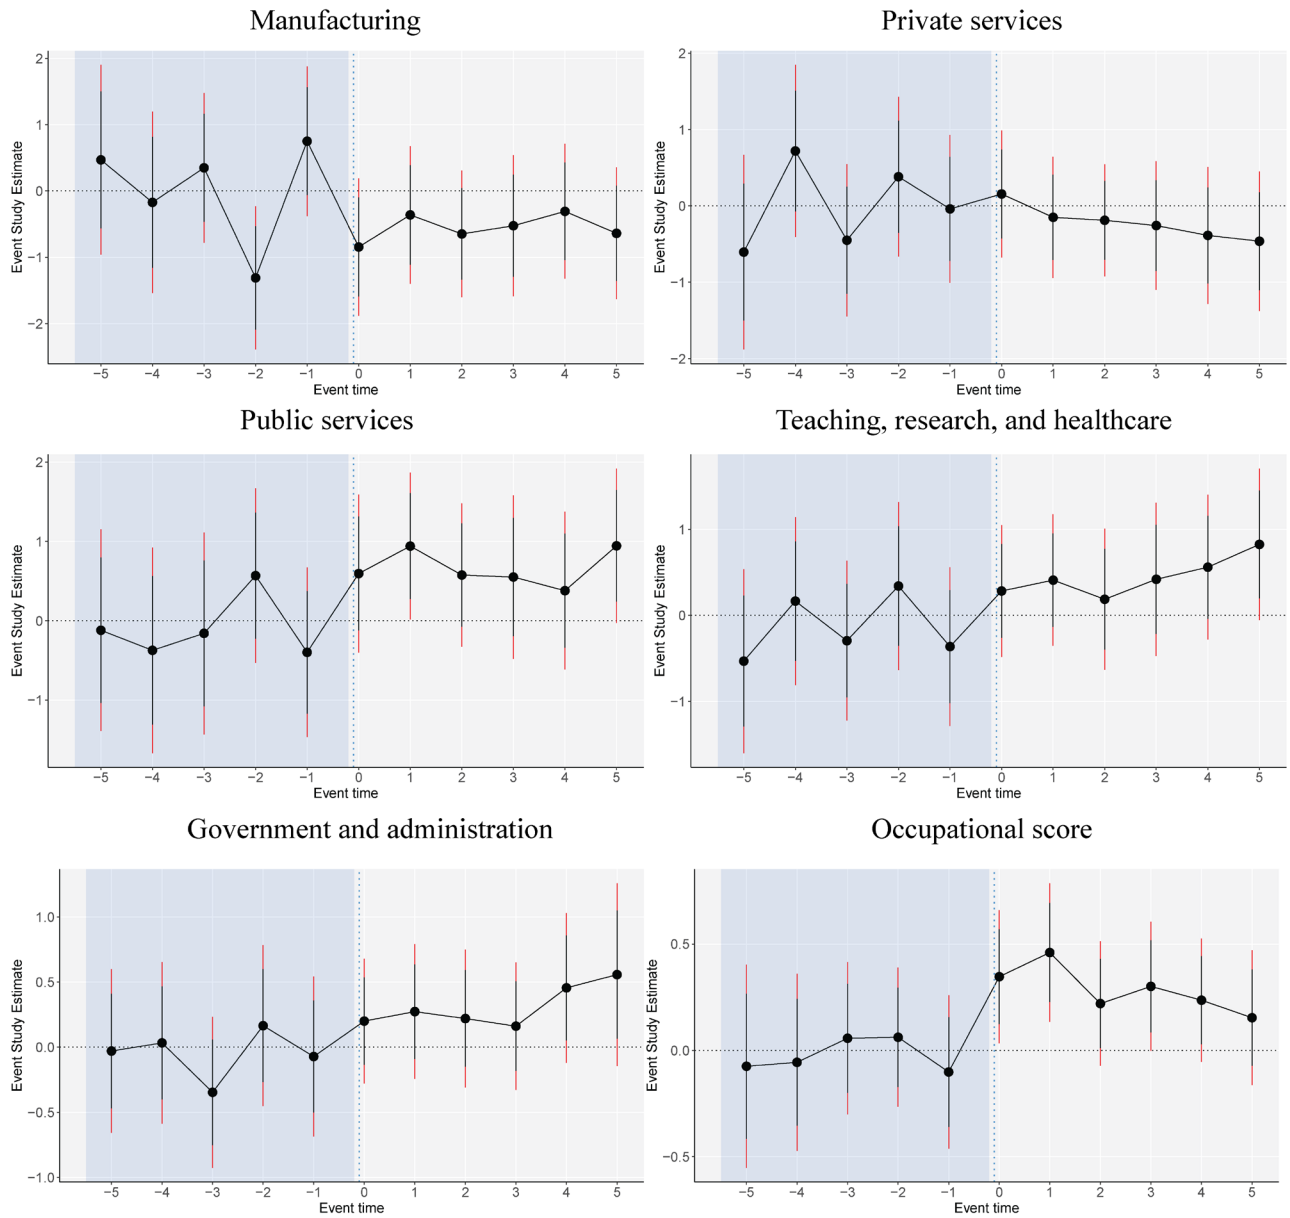 Manufacturing
2
1
0
−1
−2
Event Study Estimate
−5 −4 −3 −2 −1 0 1 2 3 4 5
Event time
Private services
2
1
0
−1
−2
Event Study Estimate
−5 −4 −3 −2 −1 0 1 2 3 4 5
Event time
Public services
2
1
0
−1
Event Study Estimate
−5 −4 −3 −2 −1 0 1 2 3 4 5
Event time
Teaching, research, and healthcare
1
0
−1
Event Study Estimate
−5 −4 −3 −2 −1 0 1 2 3 4 5
Event time
Government and administration
1.0
0.5
0.0
−0.5
−1.0
Event Study Estimate
−5 −4 −3 −2 −1 0 1 2 3 4 5
Event time
Occupational score
0.5
0.0
−0.5
Event Study Estimate
−5 −4 −3 −2 −1 0 1 2 3 4 5
Event time